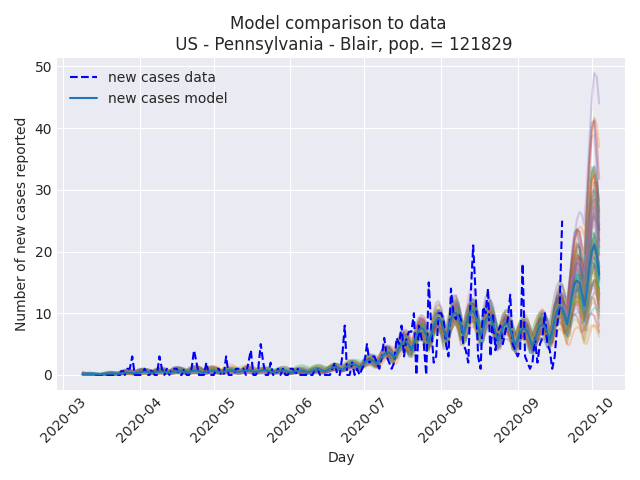 Model comparison to data
US - Pennsylvania - Blair, pop. = 121829
new cases data
new cases model
Number of new cases reported
50
40
30
20
10
0
2020-03
2020-04
2020-05
2020-06
2020-07
2020-08
2020-09
2020-10
Day